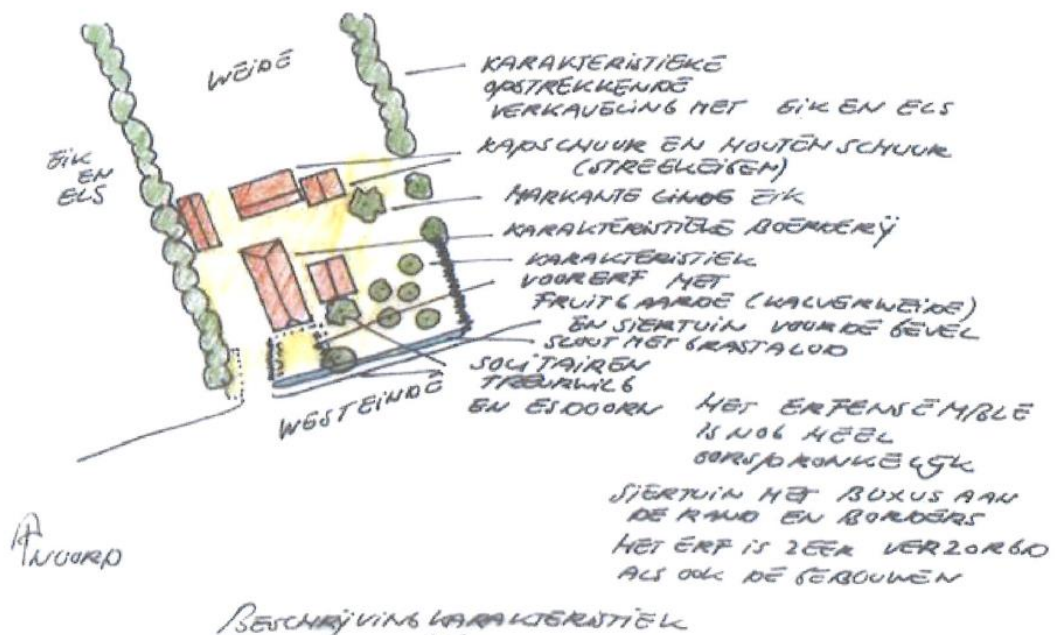 WEIDE
KARAKTERISTIEKE
OPSTREKKENDE
VERKAVELING MET EIK EN ELS
EIK
EN
ELS
KAPSCHUUR EN HOUTEN SCHUUR
(STREEKEIGEN)
MARKANTE LINDE EIK
KARAKTERISTIEKE BOERDERIJ
KARAKTERISTIEK
VOORERF MET
FRUITGAARDE (KALVERWEIDE)
EN SIERTUIN VOOR DE GEVEL
SLOOT MET GRASTALUD
SOLITAIREN
TREURWILG
EN ESDOORN
WESTEINDE
HET ERFENSEMBLE
IS NOG HEEL
OORSPRONKELIJK
SIERTUIN MET BUXUS AAN
DE RAND EN BORDERS
HET ERF IS ZEER VERZORGD
ALS OOK DE GEBOUWEN
NOORD
BESCHRIJVING KARAKTERISTIEK